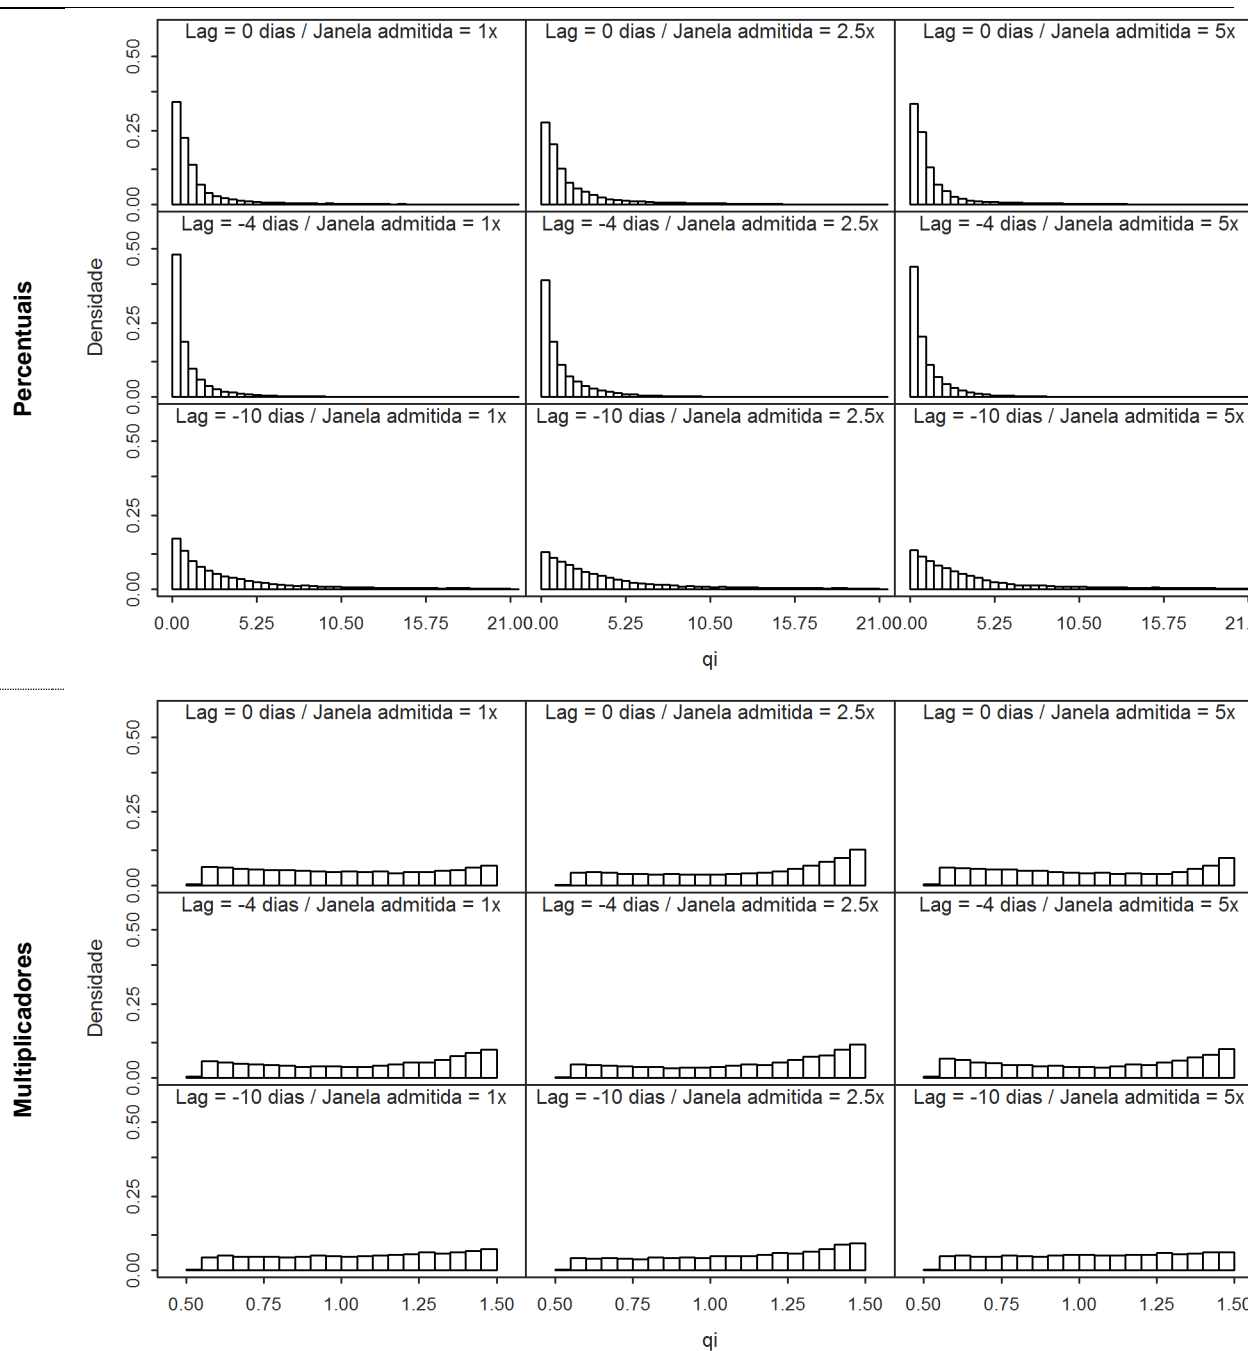 Percentuais
Densidade
Lag = 0 dias / Janela admitida = 1x
Lag = 0 dias / Janela admitida = 2.5x
Lag = 0 dias / Janela admitida = 5x
0.50
0.25
0.00
Lag = -4 dias / Janela admitida = 1x
Lag = -4 dias / Janela admitida = 2.5x
Lag = -4 dias / Janela admitida = 5x
0.50
0.25
0.00
Lag = -10 dias / Janela admitida = 1x
Lag = -10 dias / Janela admitida = 2.5x
Lag = -10 dias / Janela admitida = 5x
0.50
0.25
0.00
0.00 5.25 10.50 15.75 21.00 0.00 5.25 10.50 15.75 21.00 0.00 5.25 10.50 15.75 21.
qi
Multiplicadores
Densidade
Lag = 0 dias / Janela admitida = 1x
Lag = 0 dias / Janela admitida = 2.5x
Lag = 0 dias / Janela admitida = 5x
0.50
0.25
0.00
Lag = -4 dias / Janela admitida = 1x
Lag = -4 dias / Janela admitida = 2.5x
Lag = -4 dias / Janela admitida = 5x
0.50
0.25
0.00
Lag = -10 dias / Janela admitida = 1x
Lag = -10 dias / Janela admitida = 2.5x
Lag = -10 dias / Janela admitida = 5x
0.50
0.25
0.00
0.50 0.75 1.00 1.25 1.50 0.50 0.75 1.00 1.25 1.50 0.50 0.75 1.00 1.25 1.50
qi